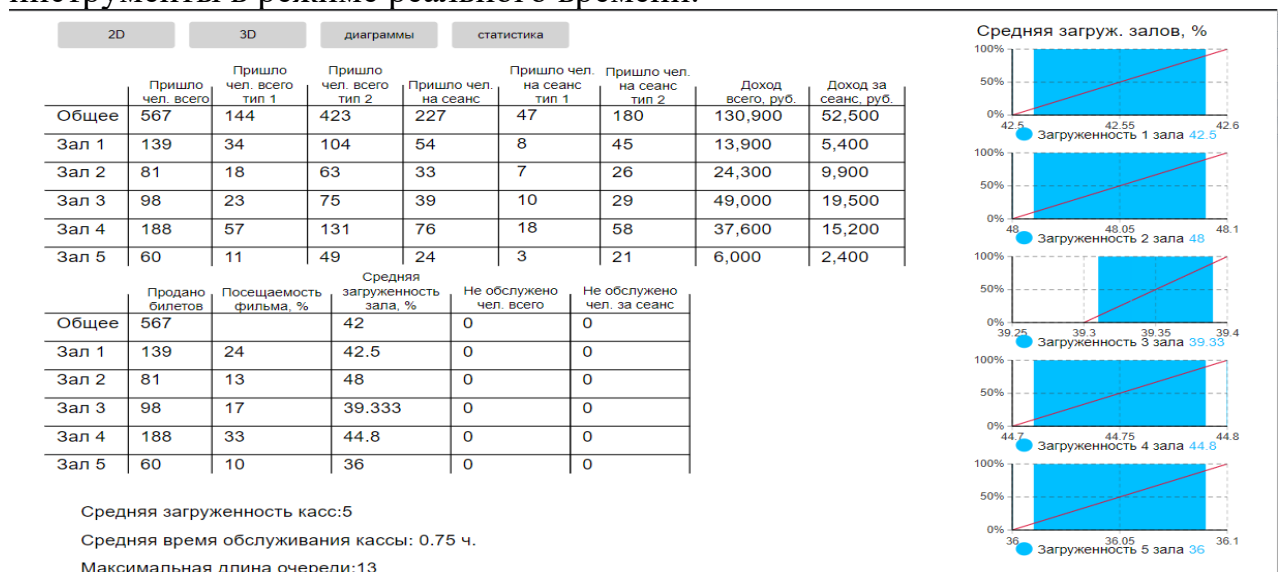 инструменты в режиме реального времени.
2D 3D диаграммы статистика
Пришло чел. всего Пришло чел. всего тип 1 Пришло чел. всего тип 2 Пришло чел. на сеанс Пришло чел. на сеанс тип 1 Пришло чел. на сеанс тип 2 Доход всего, руб. Доход за сеанс, руб.
Общее 567 144 423 227 47 180 130,900 52,500
Зал 1 139 34 104 54 8 45 13,900 5,400
Зал 2 81 18 63 33 7 26 24,300 9,900
Зал 3 98 23 75 39 10 29 49,000 19,500
Зал 4 188 57 131 76 18 58 37,600 15,200
Зал 5 60 11 49 24 3 21 6,000 2,400
Продано билетов Посещаемость фильма, % Средняя загруженность зала, % Не обслужено чел. всего Не обслужено чел. за сеанс
Общее 567 42 0 0
Зал 1 139 24 42.5 0 0
Зал 2 81 13 48 0 0
Зал 3 98 17 39.333 0 0
Зал 4 188 33 44.8 0 0
Зал 5 60 10 36 0 0
Средняя загруженность касс:5
Средняя время обслуживания кассы: 0.75 ч.
Максимальная длина очереди:13
Средняя загруж. залов, %
100%
50%
0%
42.5 42.55 42.6
Загруженность 1 зала 42.5
100%
50%
0%
48 48.05 48.1
Загруженность 2 зала 48
100%
50%
0%
39.25 39.3 39.35 39.4
Загруженность 3 зала 39.33
100%
50%
0%
44.7 44.75 44.8
Загруженность 4 зала 44.8
100%
50%
0%
36 36.05 36.1
Загруженность 5 зала 36